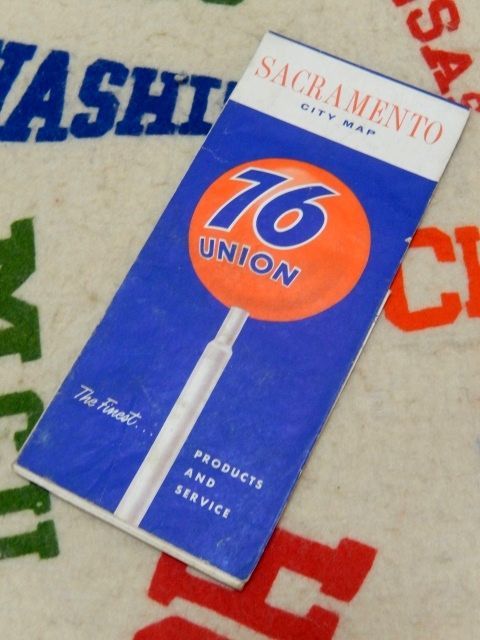 SACRAMENTO
CITY MAP
76
UNION
The Finest...
PRODUCTS
AND
SERVICE